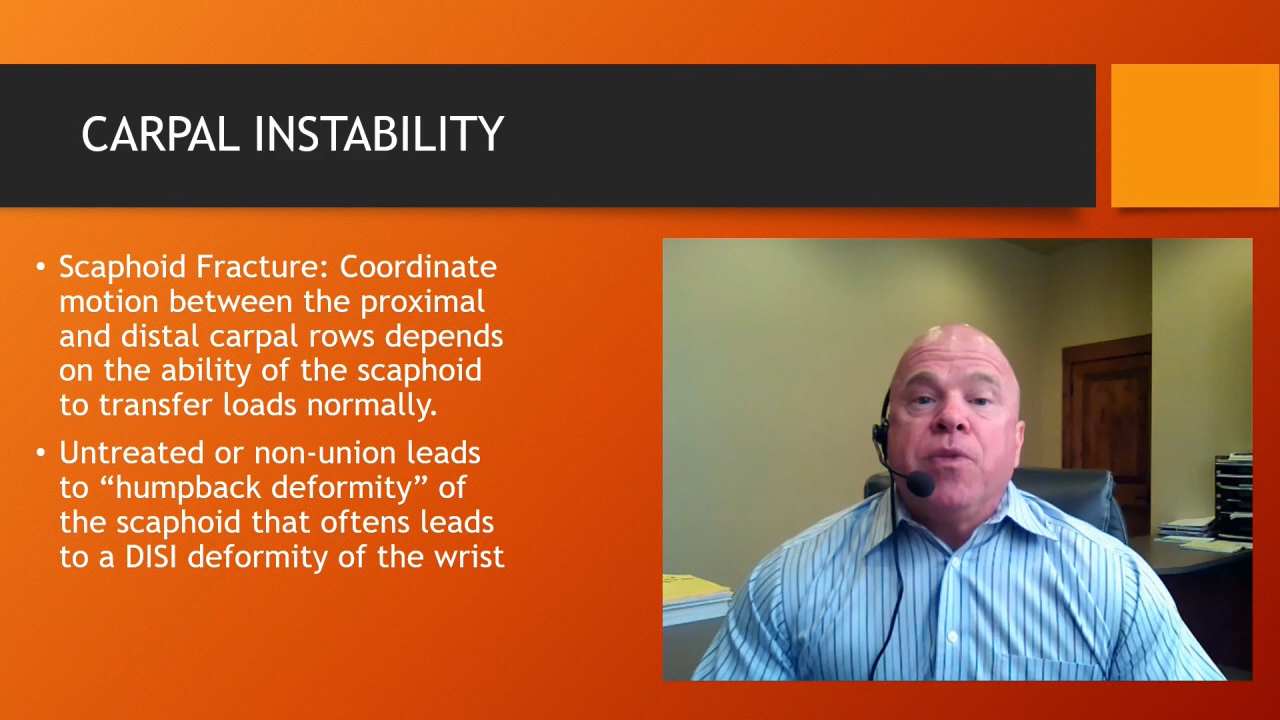 CARPAL INSTABILITY
• Scaphoid Fracture: Coordinate
motion between the proximal
and distal carpal rows depends
on the ability of the scaphoid
to transfer loads normally.
• Untreated or non-union leads
to “humpback deformity” of
the scaphoid that oftens leads
to a DISI deformity of the wrist